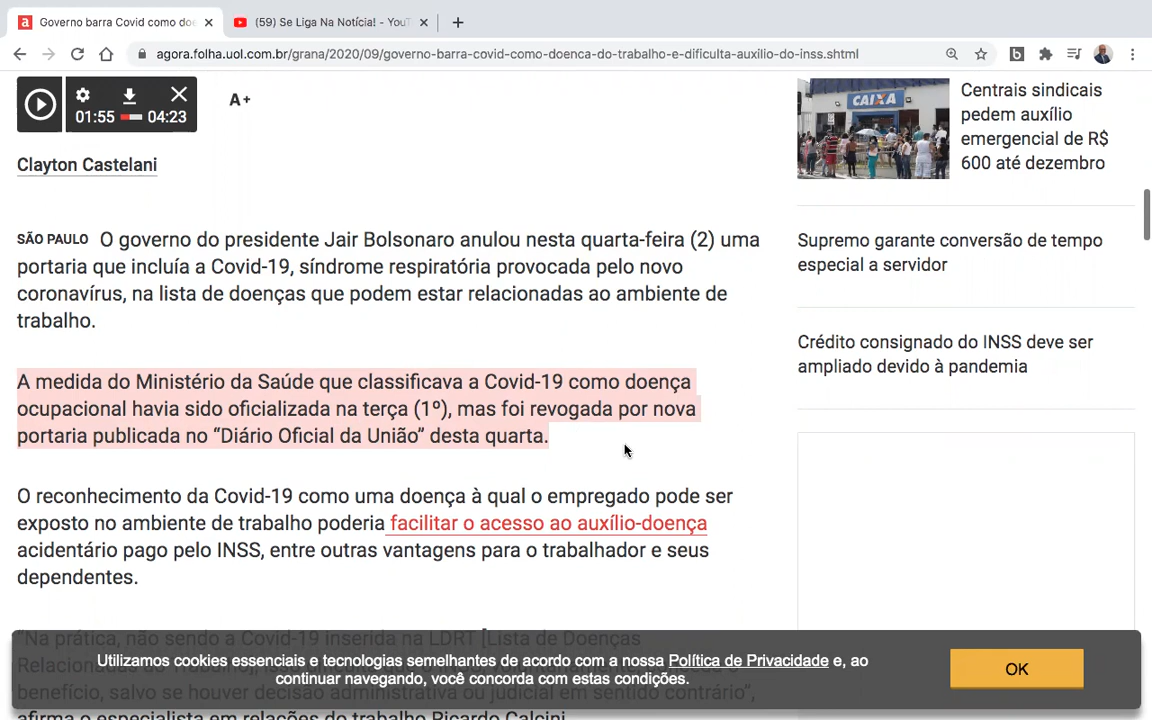 Governo barra Covid como do
(59) Se Liga Na Notícia! - YouT
agora.folha.uol.com.br/grana/2020/09/governo-barra-covid-como-doenca-do-trabalho-e-dificulta-auxilio-do-inss.shtml
01:55 04:23
A+
Clayton Castelani
SÃO PAULO O governo do presidente Jair Bolsonaro anulou nesta quarta-feira (2) uma
portaria que incluía a Covid-19, síndrome respiratória provocada pelo novo
coronavírus, na lista de doenças que podem estar relacionadas ao ambiente de
trabalho.
A medida do Ministério da Saúde que classificava a Covid-19 como doença
ocupacional havia sido oficializada na terça (1º), mas foi revogada por nova
portaria publicada no “Diário Oficial da União” desta quarta.
O reconhecimento da Covid-19 como uma doença à qual o empregado pode ser
exposto no ambiente de trabalho poderia facilitar o acesso ao auxílio-doença
acidentário pago pelo INSS, entre outras vantagens para o trabalhador e seus
dependentes.
“Na prática, não sendo a Covid-19 inserida na LDRT [Lista de Doenças
benefício, salvo se houver decisão administrativa ou judicial em sentido contrário”,
afirma o especialista em relações do trabalho Ricardo Calcini
CAIXA
Centrais sindicais
pedem auxílio
emergencial de R$
600 até dezembro
Supremo garante conversão de tempo
especial a servidor
Crédito consignado do INSS deve ser
ampliado devido à pandemia
Utilizamos cookies essenciais e tecnologias semelhantes de acordo com a nossa Política de Privacidade e, ao
continuar navegando, você concorda com estas condições.
OK